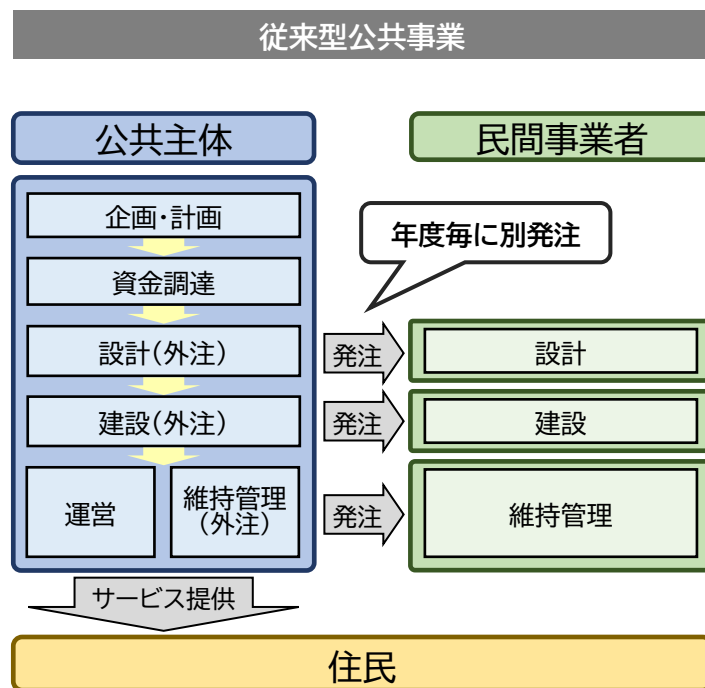 従来型公共事業
公共主体
民間事業者
企画・計画
年度毎に別発注
資金調達
設計（外注）
発注
設計
建設（外注）
発注
建設
運営
維持管理
（外注）
発注
維持管理
サービス提供
住民